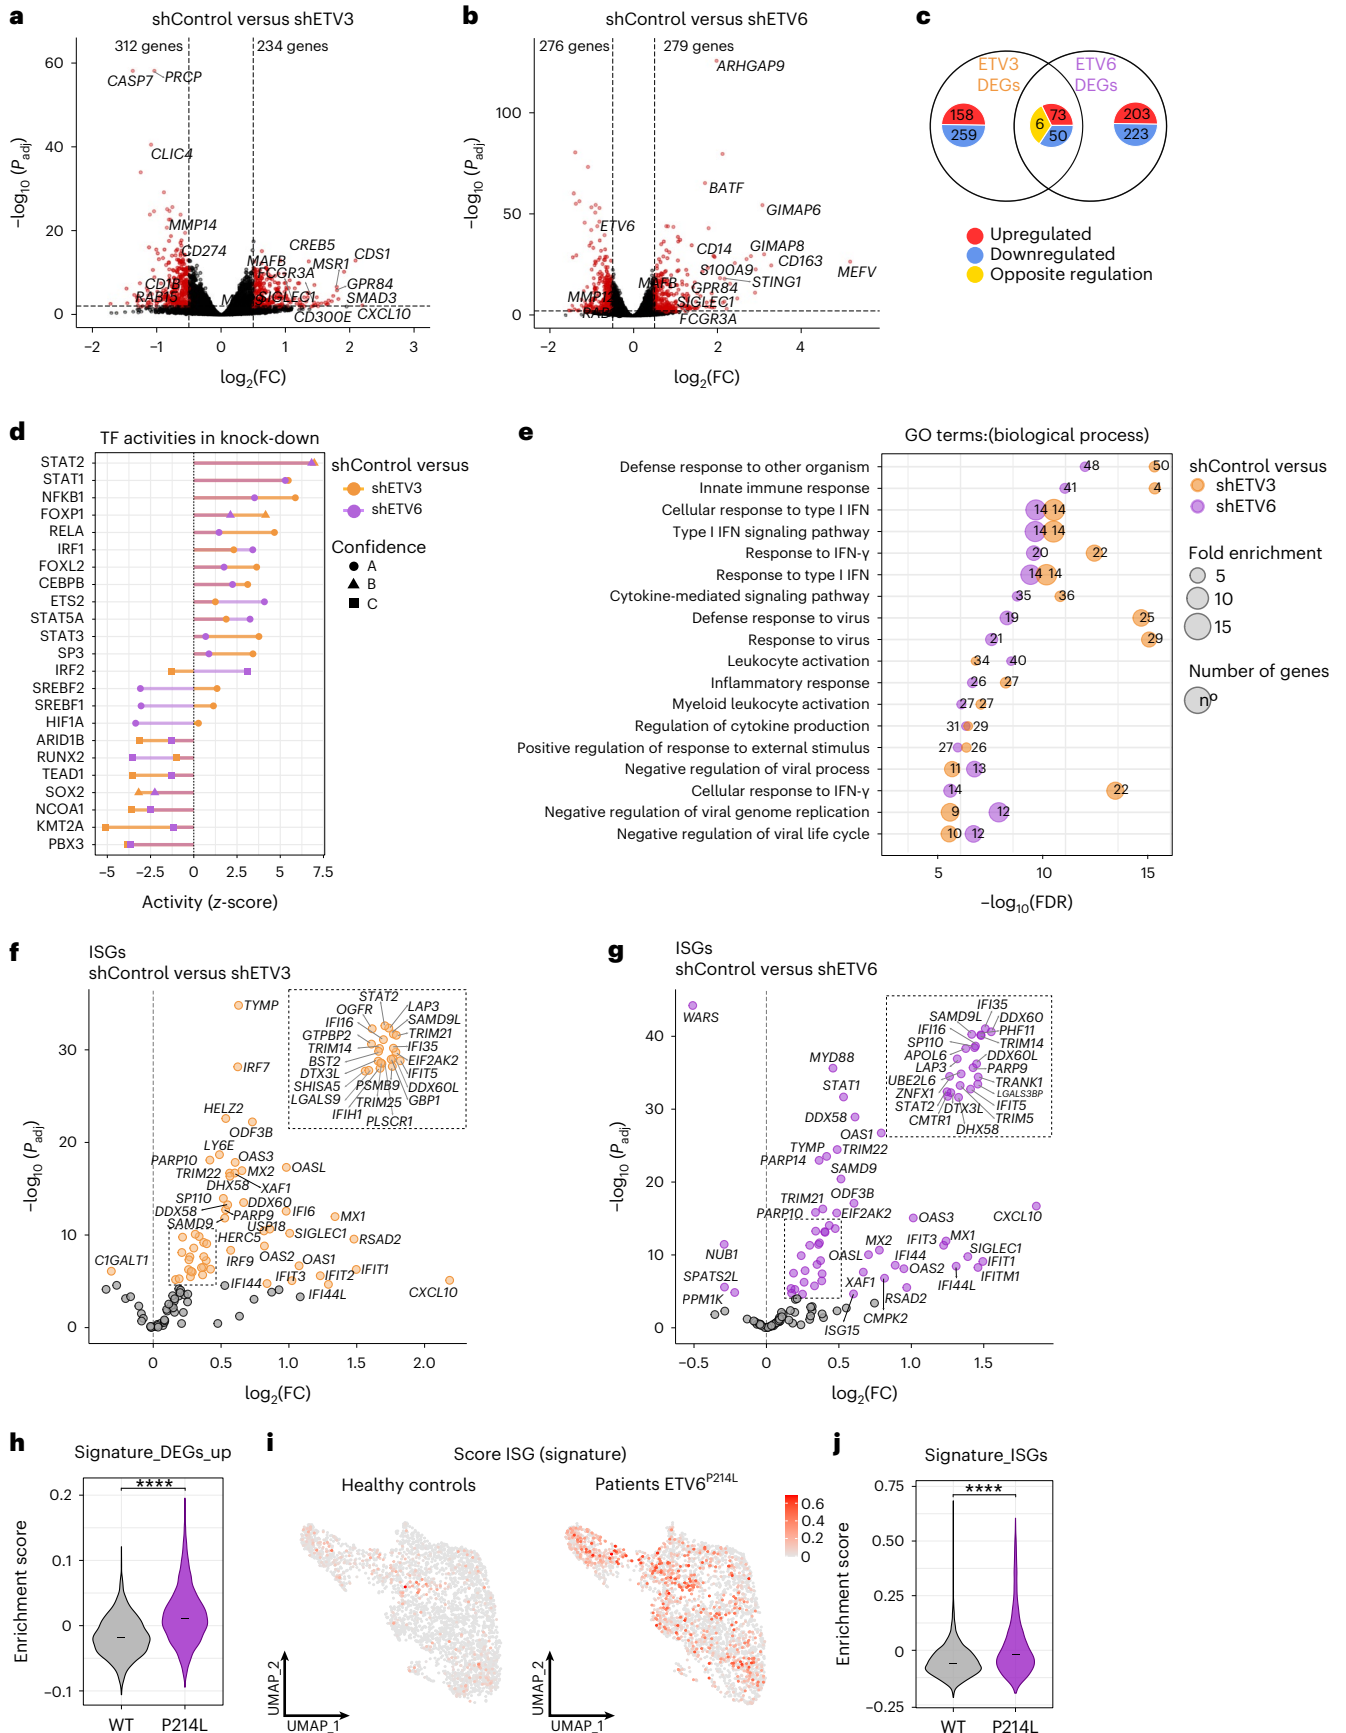 a
shControl versus shETV3
312 genes
234 genes
CASP7
PRCP
CLIC4
MMP14
CD274
CREB5
MAFB
MSR1
CDS1
FCGR3A
CD1B
GPR84
RAB15
SIGLEC1
SMAD3
CD300E
CXCL10
60
40
20
0
−log10 (Padj)
−2 −1 0 1 2 3
log2(FC)
b
shControl versus shETV6
276 genes
279 genes
ARHGAP9
BATF
GIMAP6
ETV6
CD14
GIMAP8
CD163
S100A9
MEFV
STING1
MAFB
GPR84
MMP12
SIGLEC1
FCGR3A
100
50
0
−log10 (Padj)
−2 0 2 4
log2(FC)
c
ETV3 DEGs
ETV6 DEGs
158
259
6
73
50
203
223
Upregulated
Downregulated
Opposite regulation
d
TF activities in knock-down
STAT2
STAT1
NFKB1
FOXP1
RELA
IRF1
FOXL2
CEBPB
ETS2
STAT5A
STAT3
SP3
IRF2
SREBF2
SREBF1
HIF1A
ARID1B
RUNX2
TEAD1
SOX2
NCOA1
KMT2A
PBX3
−5 −2.5 0 2.5 5 7.5
Activity (z-score)
shControl versus
shETV3
shETV6
Confidence
A
B
C
e
GO terms:(biological process)
Defense response to other organism 48 50
Innate immune response 41 4
Cellular response to type I IFN 14 14
Type I IFN signaling pathway 14 14
Response to IFN-γ 20 22
Response to type I IFN 14 14
Cytokine-mediated signaling pathway 35 36
Defense response to virus 19 25
Response to virus 21 29
Leukocyte activation 34 40
Inflammatory response 26 27
Myeloid leukocyte activation 27 27
Regulation of cytokine production 31 29
Positive regulation of response to external stimulus 27 26
Negative regulation of viral process 11 13
Cellular response to IFN-γ 14 22
Negative regulation of viral genome replication 9 12
Negative regulation of viral life cycle 10 12
5 10 15
−log10(FDR)
shControl versus
shETV3
shETV6
Fold enrichment
5
10
15
Number of genes
nº
f
ISGs
shControl versus shETV3
TYMP
IRF7
HELZ2
ODF3B
LY6E
PARP10
OAS3
TRIM22
MX2
OASL
DHX58
XAF1
SP110
DDX60
DDX58
PARP9
IFI6
SAMD9
USP18
MX1
HERC5
SIGLEC1
RSAD2
C1GALT1
IRF9
OAS2
OAS1
IFIT1
IFI44
IFIT3
IFIT2
IFI44L
CXCL10
STAT2
OGFR
LAP3
IFI16
SAMD9L
GTPBP2
TRIM21
TRIM14
IFI35
BST2
EIF2AK2
DTX3L
IFIT5
SHISA5
PSMB9
DDX60L
LGALS9
GBP1
IFIH1
TRIM25
PLSCR1
30
20
10
0
−log10 (Padj)
0 0.5 1.0 1.5 2.0
log2(FC)
g
ISGs
shControl versus shETV6
WARS
MYD88
STAT1
DDX58
OAS1
TYMP
TRIM22
PARP14
SAMD9
TRIM21
ODF3B
PARP10
EIF2AK2
OAS3
CXCL10
NUB1
MX2
IFIT3
MX1
OASL
IFI44
SIGLEC1
OAS2
IFIT1
SPATS2L
XAF1
IFITM1
IFI44L
PPM1K
RSAD2
CMPK2
ISG15
IFI35
SAMD9L
DDX60
IFI16
PHF11
SP110
TRIM14
APOL6
DDX60L
LAP3
PARP9
UBE2L6
TRANK1
ZNFX1
LGALS3BP
STAT2
DTX3L
IFIT5
CMTR1
TRIM5
DHX58
40
30
20
10
0
−log10 (Padj)
−0.5 0 0.5 1.0 1.5
log2(FC)
h
Signature_DEGs_up
****
0.2
0.1
0
−0.1
Enrichment score
WT P214L
i
Score ISG (signature)
Healthy controls
Patients ETV6P214L
0.6
0.4
0.2
0
UMAP_2
UMAP_1
UMAP_2
UMAP_1
j
Signature_ISGs
****
0.75
0.50
0.25
0
−0.25
Enrichment score
WT P214L